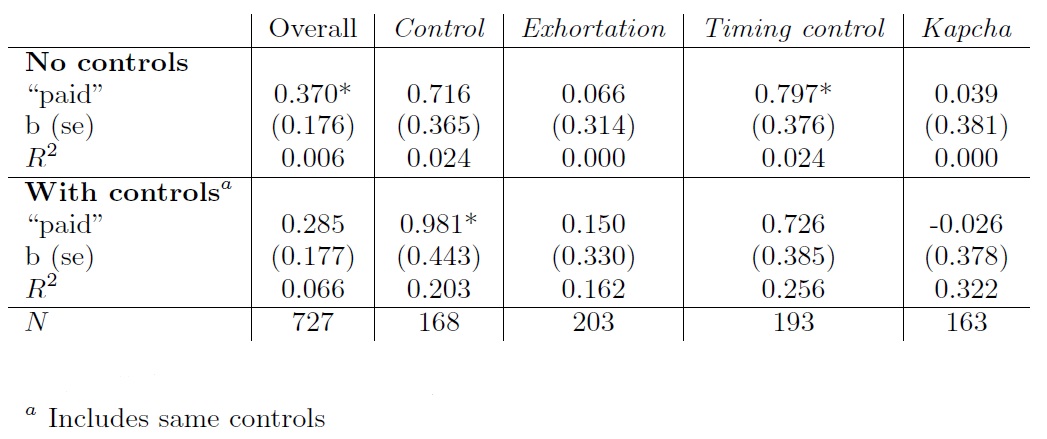 Overall Control Exhortation Timing control Kapcha
No controls
“paid” 0.370* 0.716 0.066 0.797* 0.039
b (se) (0.176) (0.365) (0.314) (0.376) (0.381)
R² 0.006 0.024 0.000 0.024 0.000
With controlsᵃ
“paid” 0.285 0.981* 0.150 0.726 -0.026
b (se) (0.177) (0.443) (0.330) (0.385) (0.378)
R² 0.066 0.203 0.162 0.256 0.322
N 727 168 203 193 163
ᵃ Includes same controls